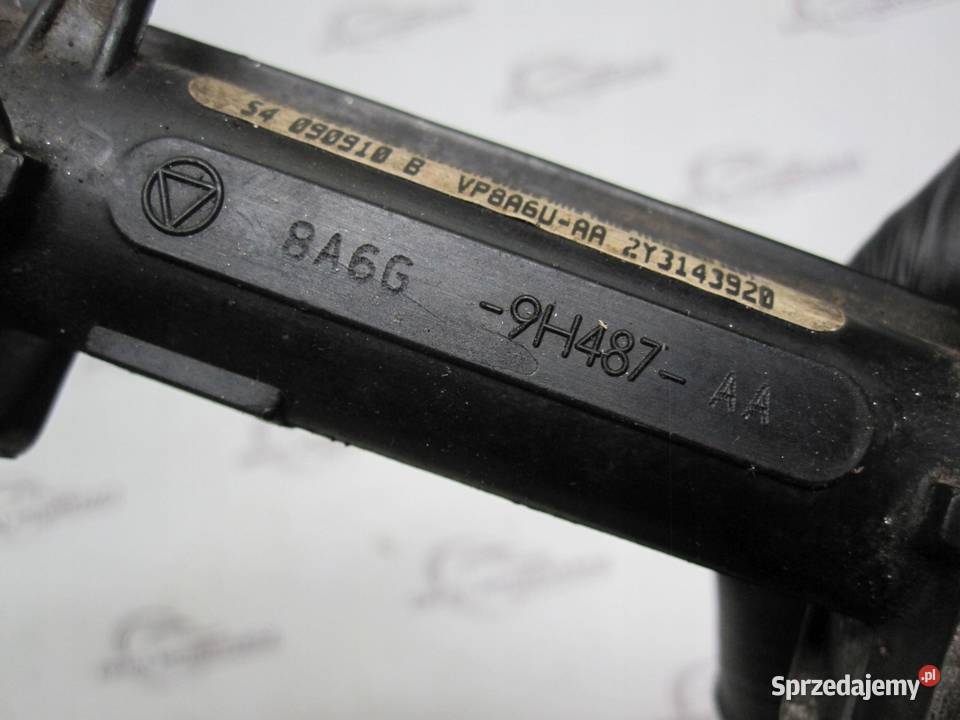 S4 090910 B VP8A6U-AA 2Y3143920
8A6G -9H487- AA
Sprzedajemy.pl